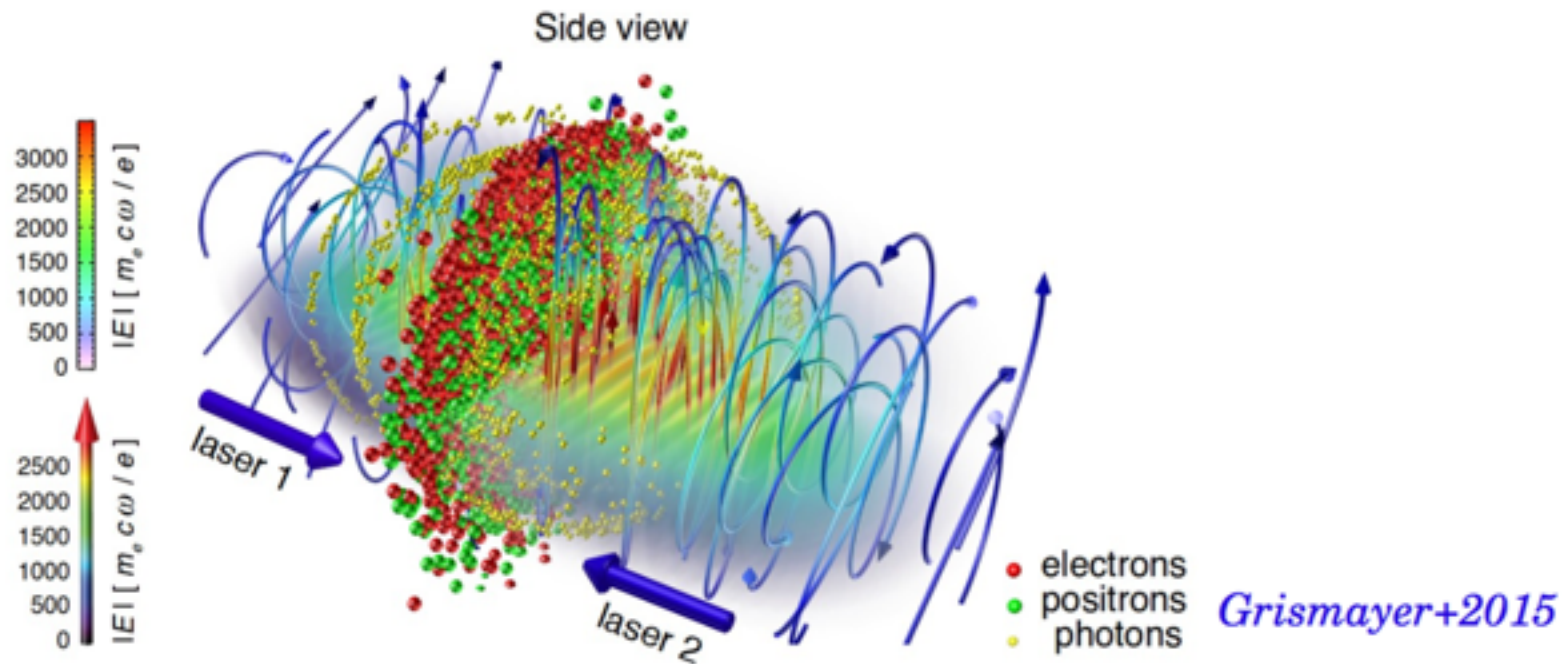 Side view
3000
2500
2000
1500
1000
500
0
|E| [ m_e c ω / e ]
2500
2000
1500
1000
500
0
|E| [ m_e c ω / e ]
laser 1
laser 2
electrons
positrons
photons
Grismayer+2015